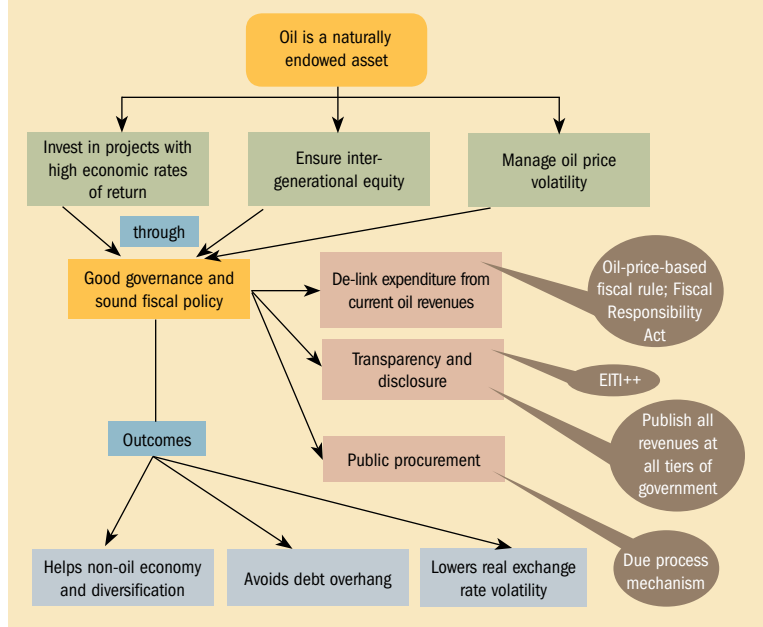 Oil is a naturally
endowed asset
Invest in projects with
high economic rates
of return
Ensure inter-
generational equity
Manage oil price
volatility
through
Good governance and
sound fiscal policy
De-link expenditure from
current oil revenues
Oil-price-based
fiscal rule; Fiscal
Responsibility
Act
Transparency and
disclosure
EITI++
Publish all
revenues at
all tiers of
government
Outcomes
Public procurement
Due process
mechanism
Helps non-oil economy
and diversification
Avoids debt overhang
Lowers real exchange
rate volatility